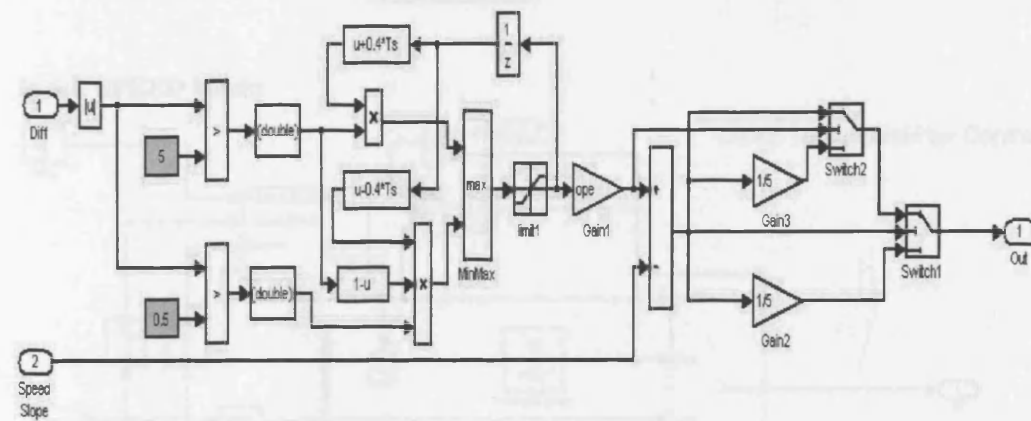 1
Diff
|u|
5
>
(double)
u+0.4*Ts
1
z
x
u-0.4*Ts
max
MinMax
limit1
ope
Gain1
+
-
1/5
Gain3
Switch2
1/5
Gain2
Switch1
1
Out
0.5
>
(double)
1-u
x
2
Speed
Slope